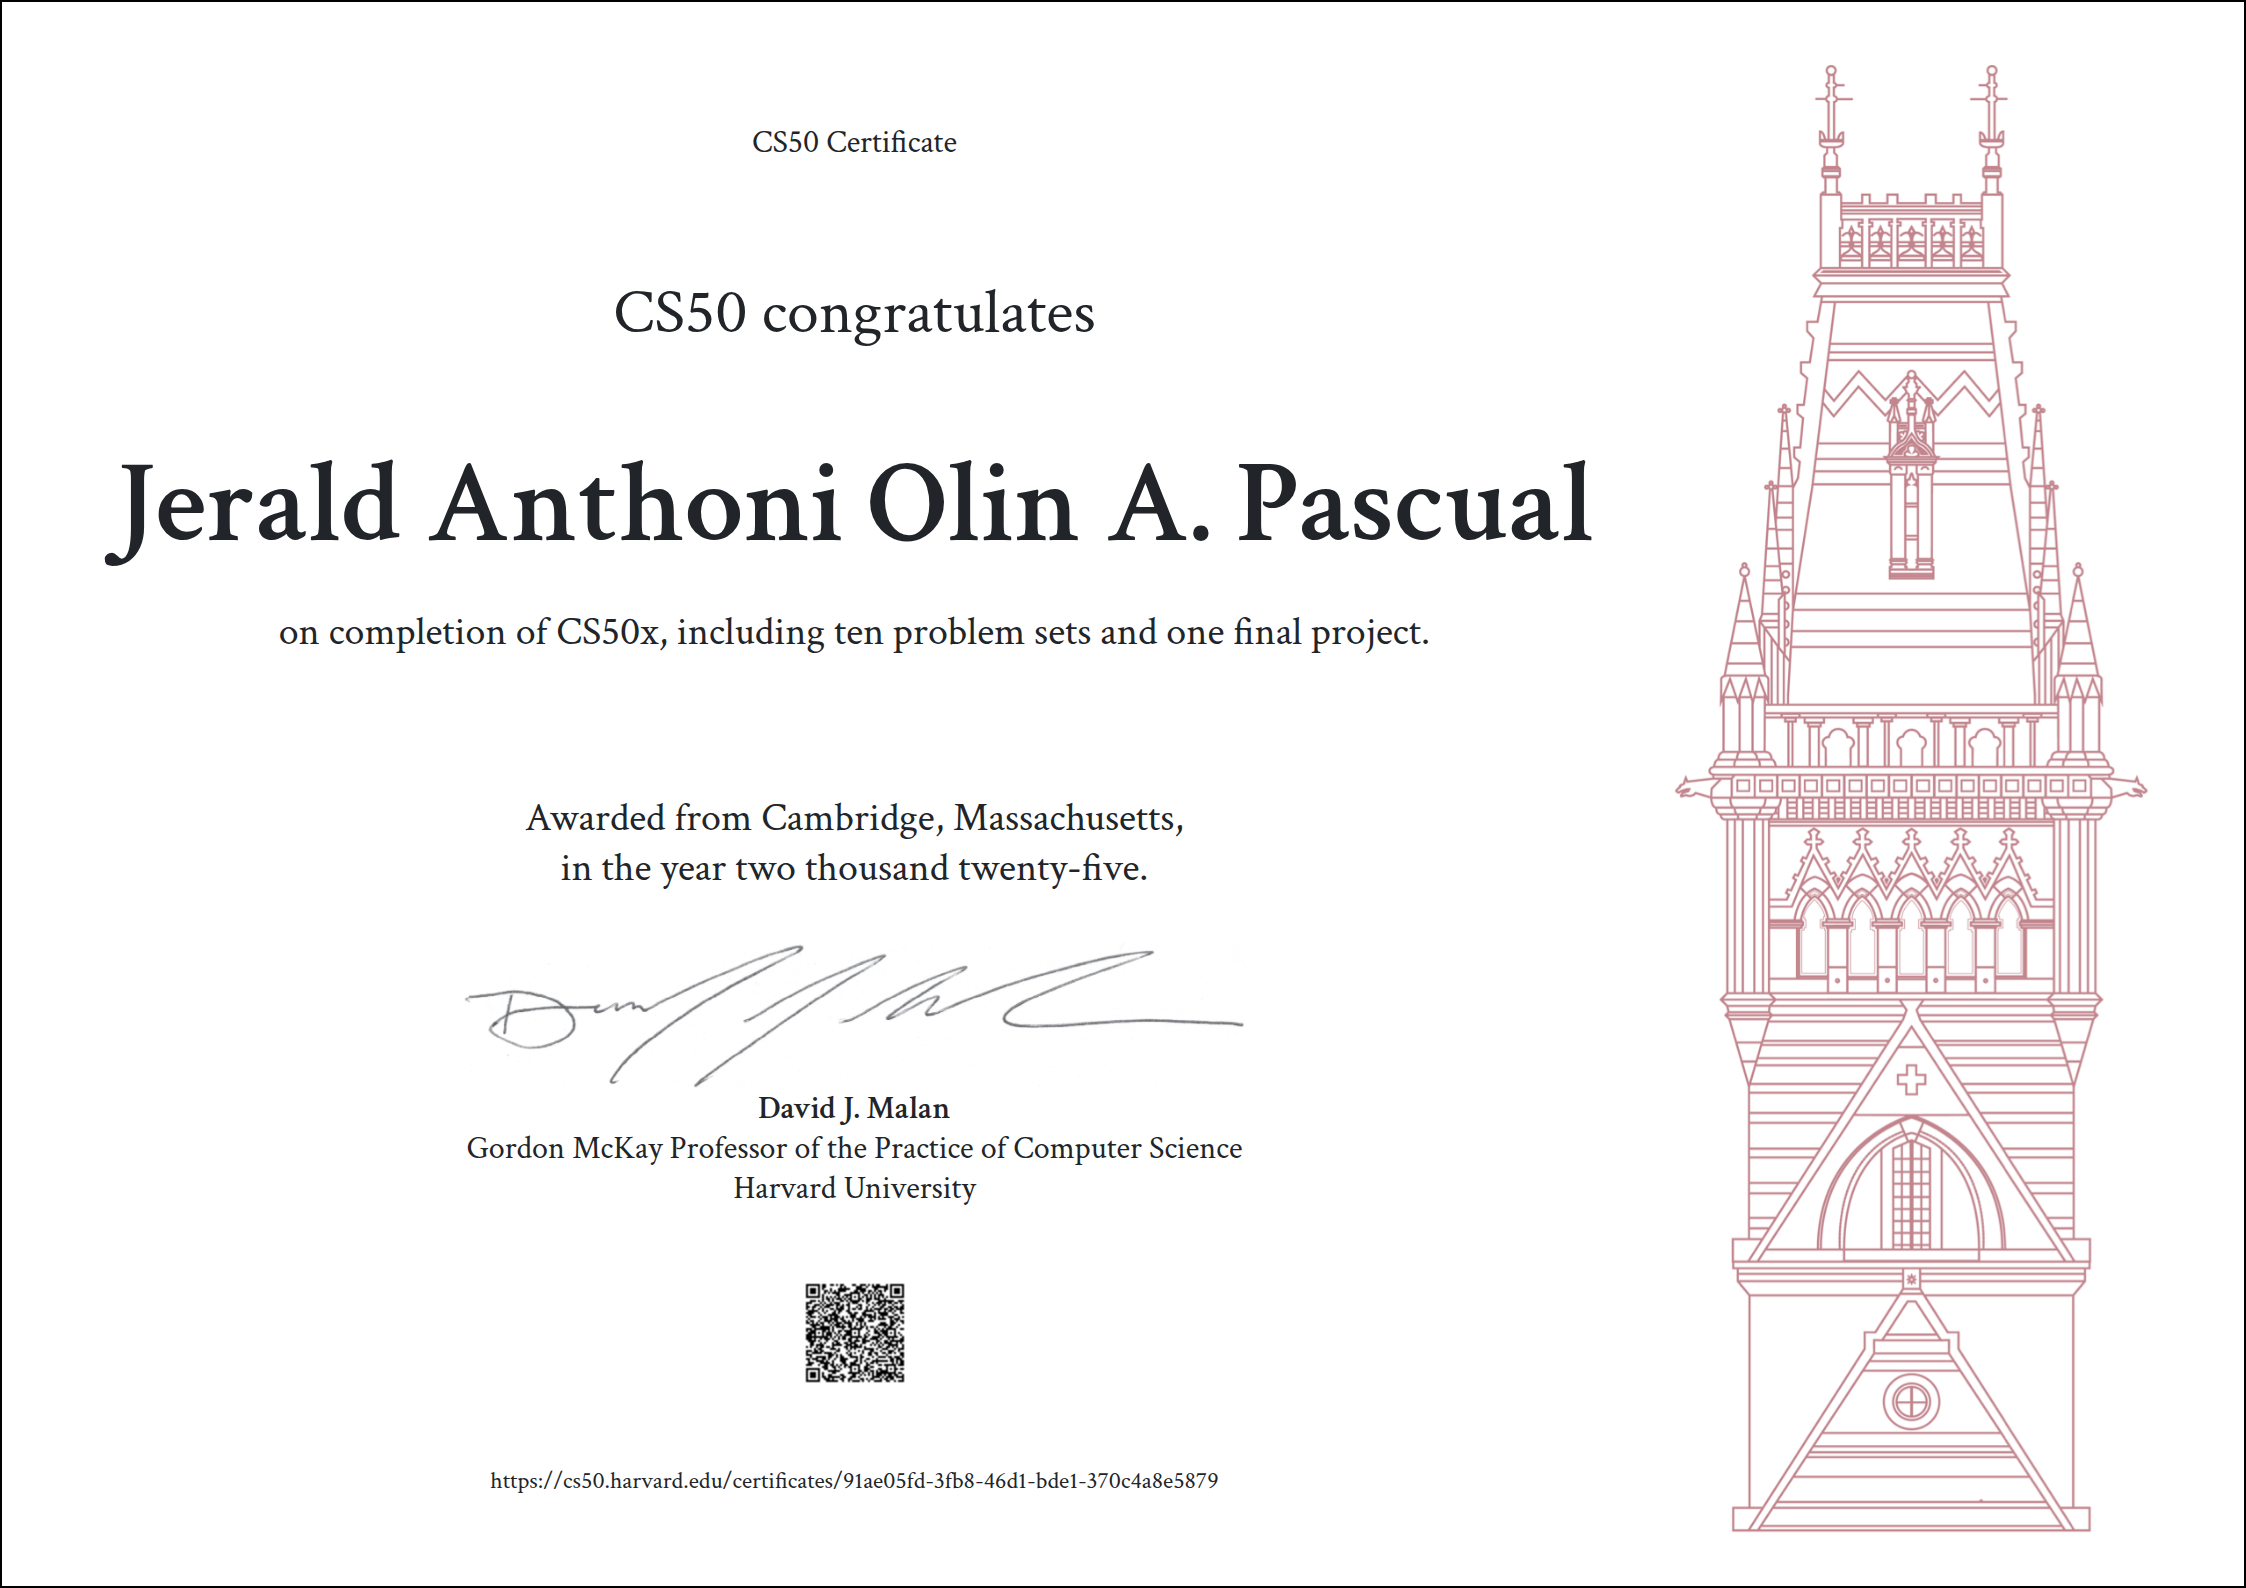 CS50 Certificate
CS50 congratulates
Jerald Anthoni Olin A. Pascual
on completion of CS50x, including ten problem sets and one final project.
Awarded from Cambridge, Massachusetts,
in the year two thousand twenty-five.
David J. Malan
Gordon McKay Professor of the Practice of Computer Science
Harvard University
https://cs50.harvard.edu/certificates/91ae05fd-3fb8-46d1-bde1-370c4a8e5879